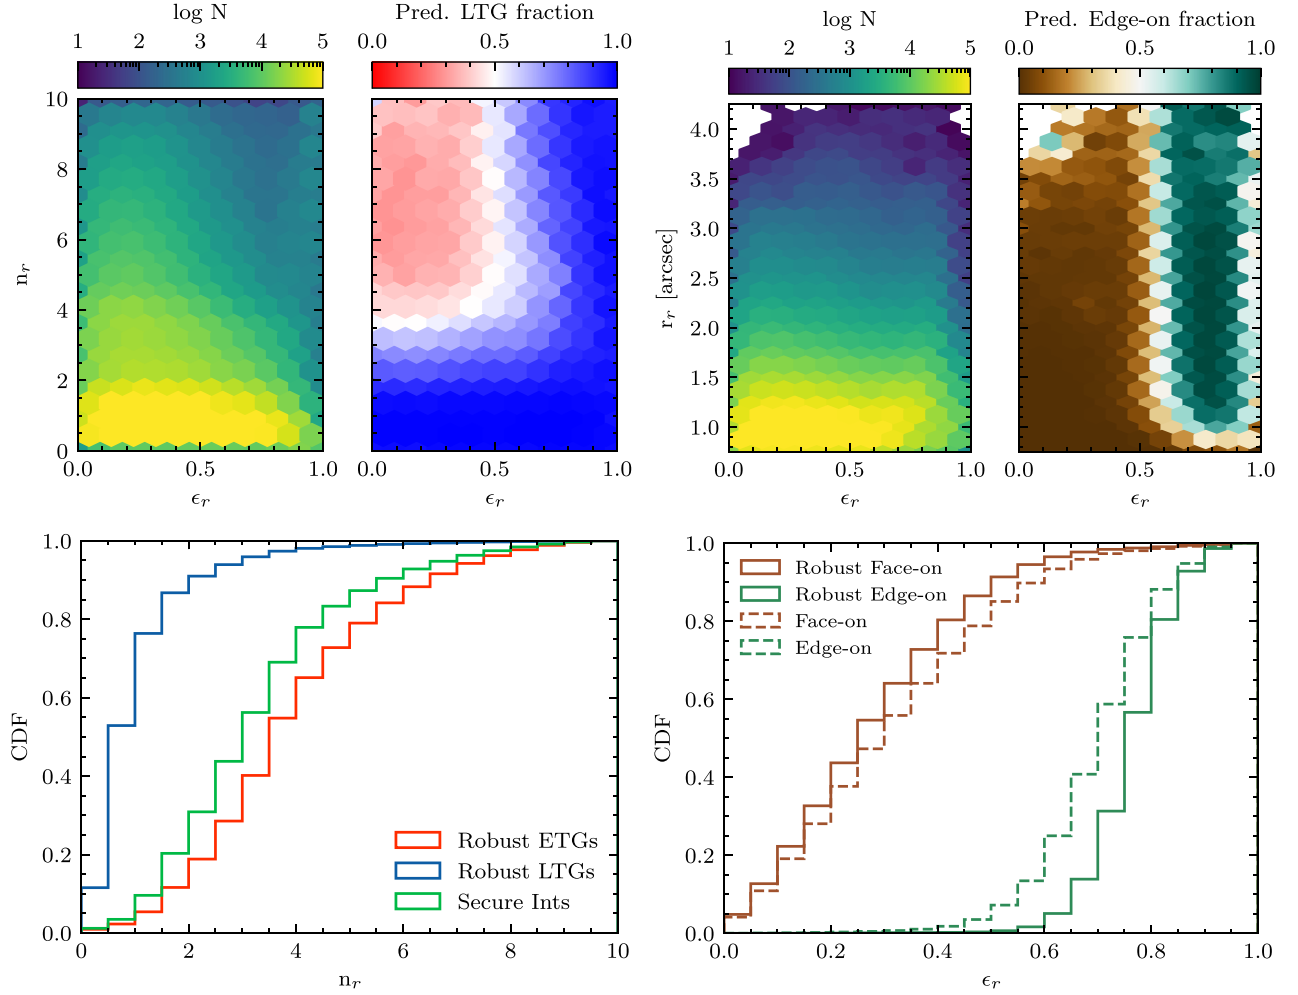 log N
1 2 3 4 5
Pred. LTG fraction
0.0 0.5 1.0
log N
1 2 3 4 5
Pred. Edge-on fraction
0.0 0.5 1.0
n_r
10
8
6
4
2
0
0.0 0.5 1.0
ϵ_r
0.0 0.5 1.0
ϵ_r
r_r [arcsec]
4.0
3.5
3.0
2.5
2.0
1.5
1.0
0.0 0.5 1.0
ϵ_r
0.0 0.5 1.0
ϵ_r
CDF
1.0
0.8
0.6
0.4
0.2
0.0
Robust ETGs
Robust LTGs
Secure Ints
0 2 4 6 8 10
n_r
CDF
1.0
0.8
0.6
0.4
0.2
0.0
Robust Face-on
Robust Edge-on
Face-on
Edge-on
0.0 0.2 0.4 0.6 0.8 1.0
ϵ_r